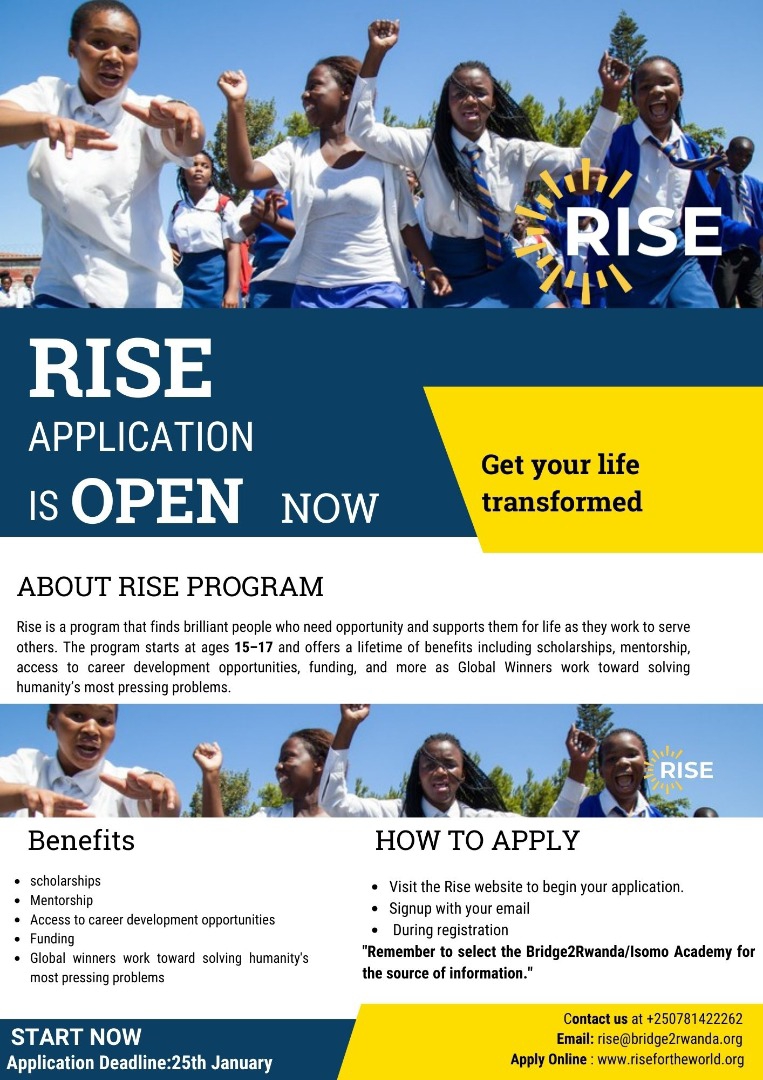 RISE
RISE
APPLICATION
IS OPEN NOW
Get your life
transformed
ABOUT RISE PROGRAM
Rise is a program that finds brilliant people who need opportunity and supports them for life as they work to serve
others. The program starts at ages 15–17 and offers a lifetime of benefits including scholarships, mentorship,
access to career development opportunities, funding, and more as Global Winners work toward solving
humanity's most pressing problems.
RISE
Benefits
• scholarships
• Mentorship
• Access to career development opportunities
• Funding
• Global winners work toward solving humanity's
most pressing problems
HOW TO APPLY
• Visit the Rise website to begin your application.
• Signup with your email
• During registration
"Remember to select the Bridge2Rwanda/Isomo Academy for
the source of information."
START NOW
Application Deadline:25th January
Contact us at +250781422262
Email: rise@bridge2rwanda.org
Apply Online : www.risefortheworld.org